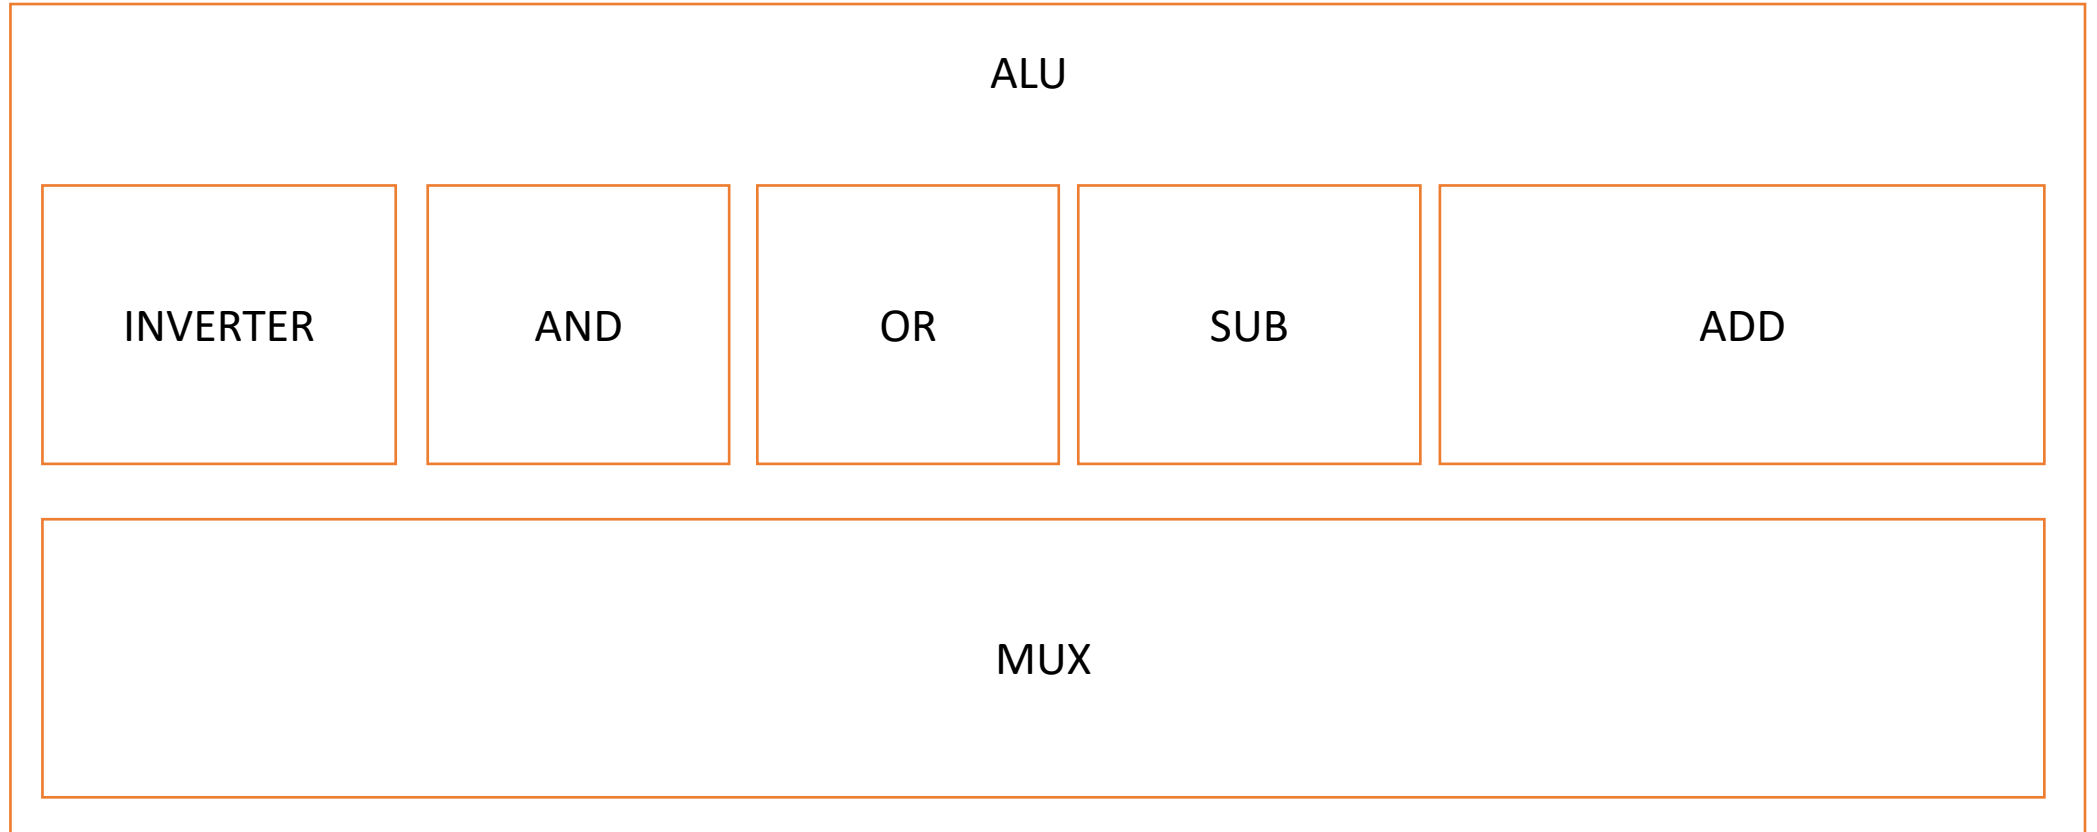 ALU
INVERTER
AND
OR
SUB
ADD
MUX